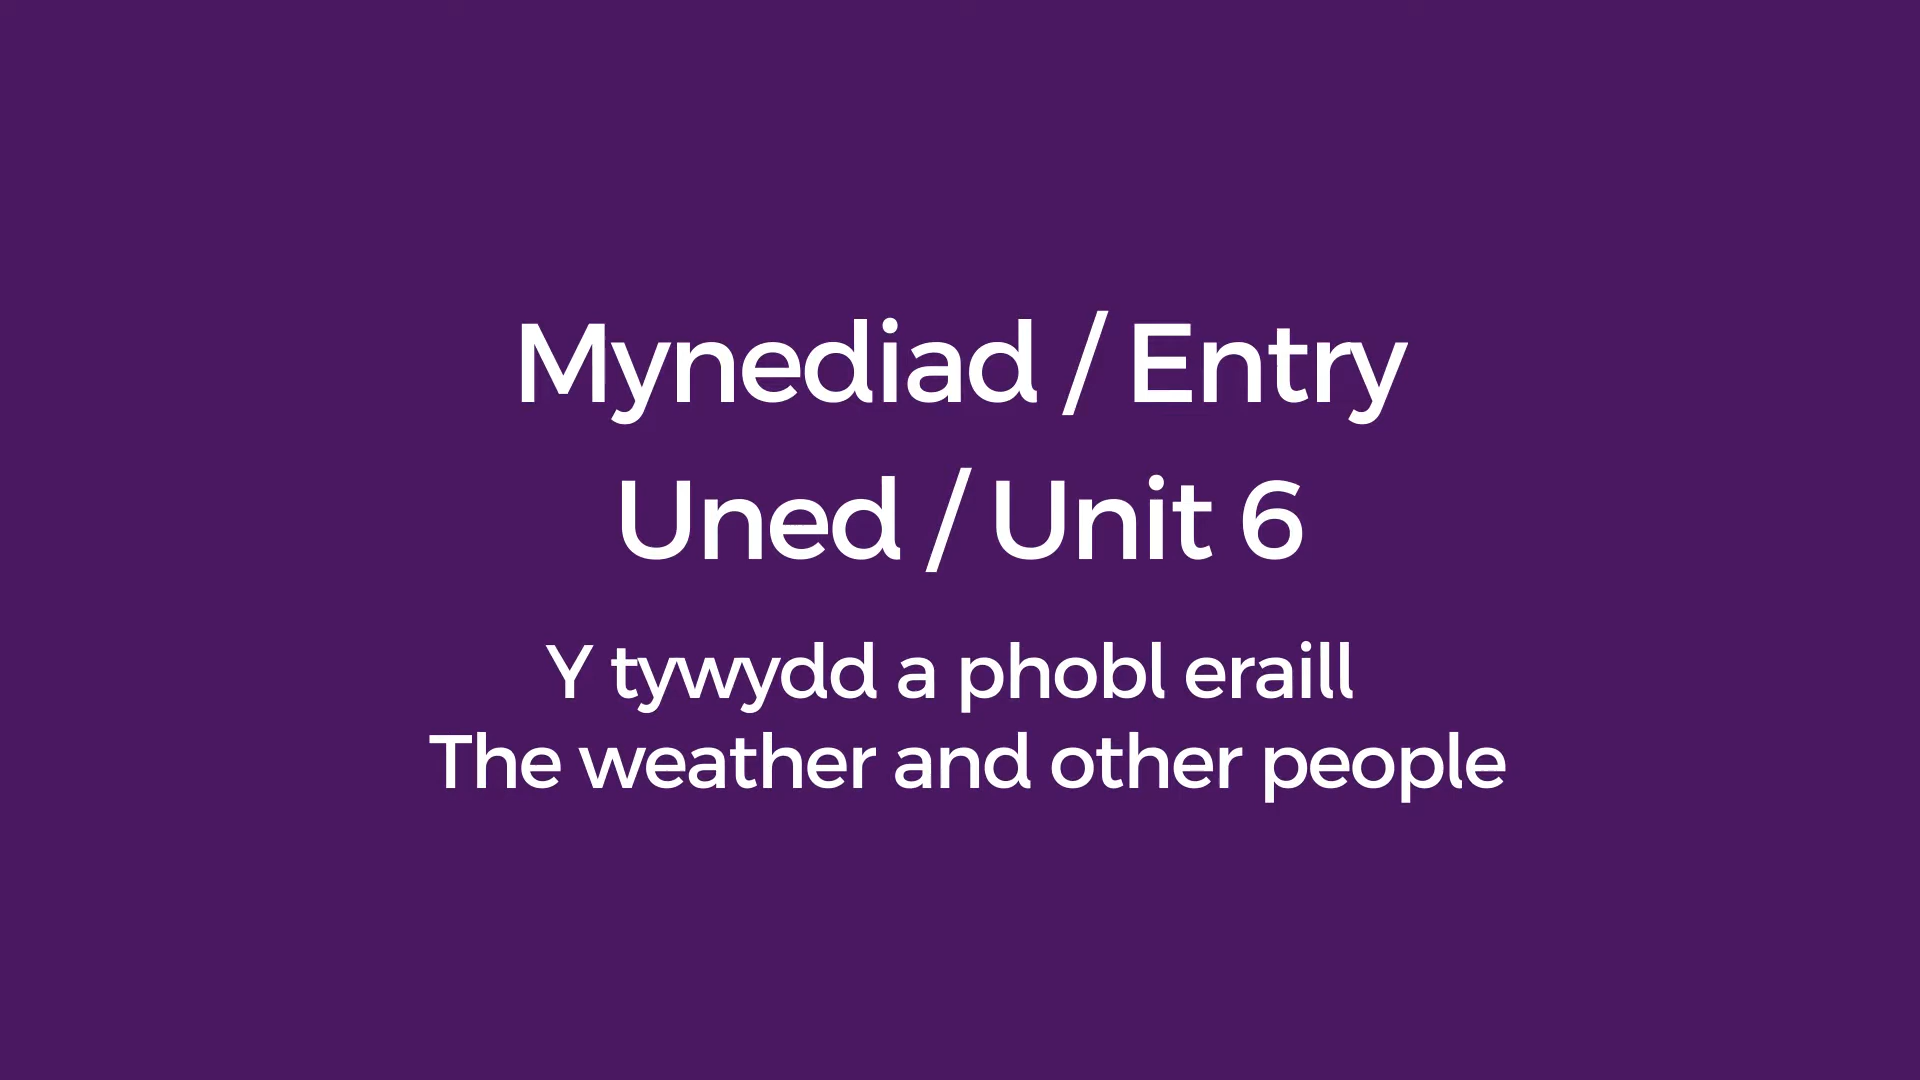 Mynediad / Entry
Uned / Unit 6
Y tywydd a phobl eraill
The weather and other people